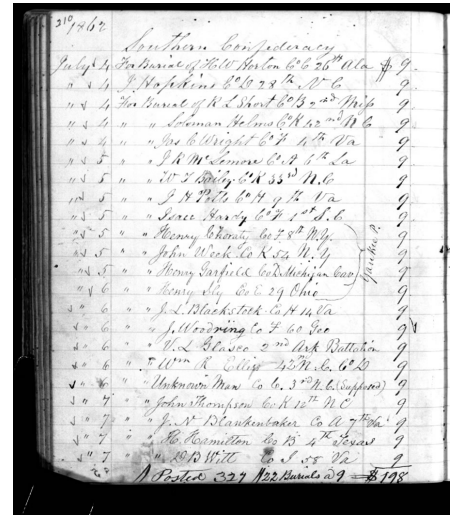 210 1862
Southern Confederacy
July 4 For Burial of H W Horton Co C 26th Ala $ 9
" 4 J Hopkins Co D 28th N C 9
" 4 For Burial of R L Short Co B 2nd Miss 9
" 4 " " Soloman Helms Co K 42nd N C 9
" 4 " " Jas C Wright Co F 4th Va 9
" 5 " " J R McLemore Co A 6th La 9
" 5 " " W T Baily Co K 33rd N.C 9
" 5 " " J H Potts Co H 9th Va 9
" 5 " " Isaac Hardy Co F 1st S.C 9
" 5 " " Henry Co F. 8th N.Y. 9
" 5 " " John Week Co K 54 N.Y 9
" 5 " " Henry Garfield Co Michigan Cav 9
" 6 " " Henry Sly Co E 29 Ohio 9
Yankee P.
" 6 " " J. L. Blackstock Co H 14 Va 9
" 6 " " J. Woodring Co F 60 Geo 9
" 6 " " V. L. Glasco 2nd Ark Battalion 9
" 6 " " Wm R Elliss 42nd N.C. Co D 9
" 6 " " Unknown Man Co C. 3rd N.C. (Supposed) 9
" 7 " " John Thompson Co K 12th N C 9
" 7 " " J. N Blankenbaker Co A 7th Va 9
" 7 " " H. Hamilton Co B 4th Texas 9
" 7 " " D B Witt Co I 58 Va 9
Posted 327 22 Burials a 9 = $198